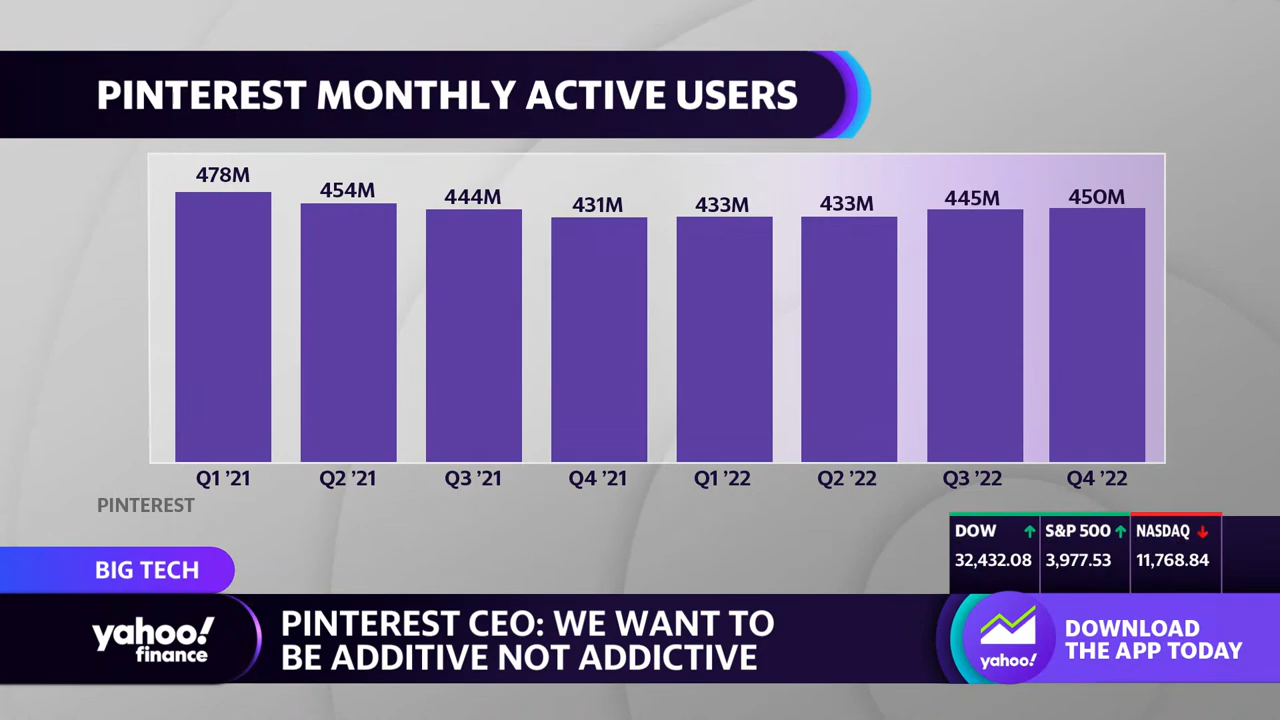 PINTEREST MONTHLY ACTIVE USERS
478M
454M
444M
431M
433M
433M
445M
450M
Q1 ’21
Q2 ’21
Q3 ’21
Q4 ’21
Q1 ’22
Q2 ’22
Q3 ’22
Q4 ’22
PINTEREST
DOW
32,432.08
S&P 500
3,977.53
NASDAQ
11,768.84
BIG TECH
yahoo!
finance
PINTEREST CEO: WE WANT TO
BE ADDITIVE NOT ADDICTIVE
yahoo!
DOWNLOAD
THE APP TODAY